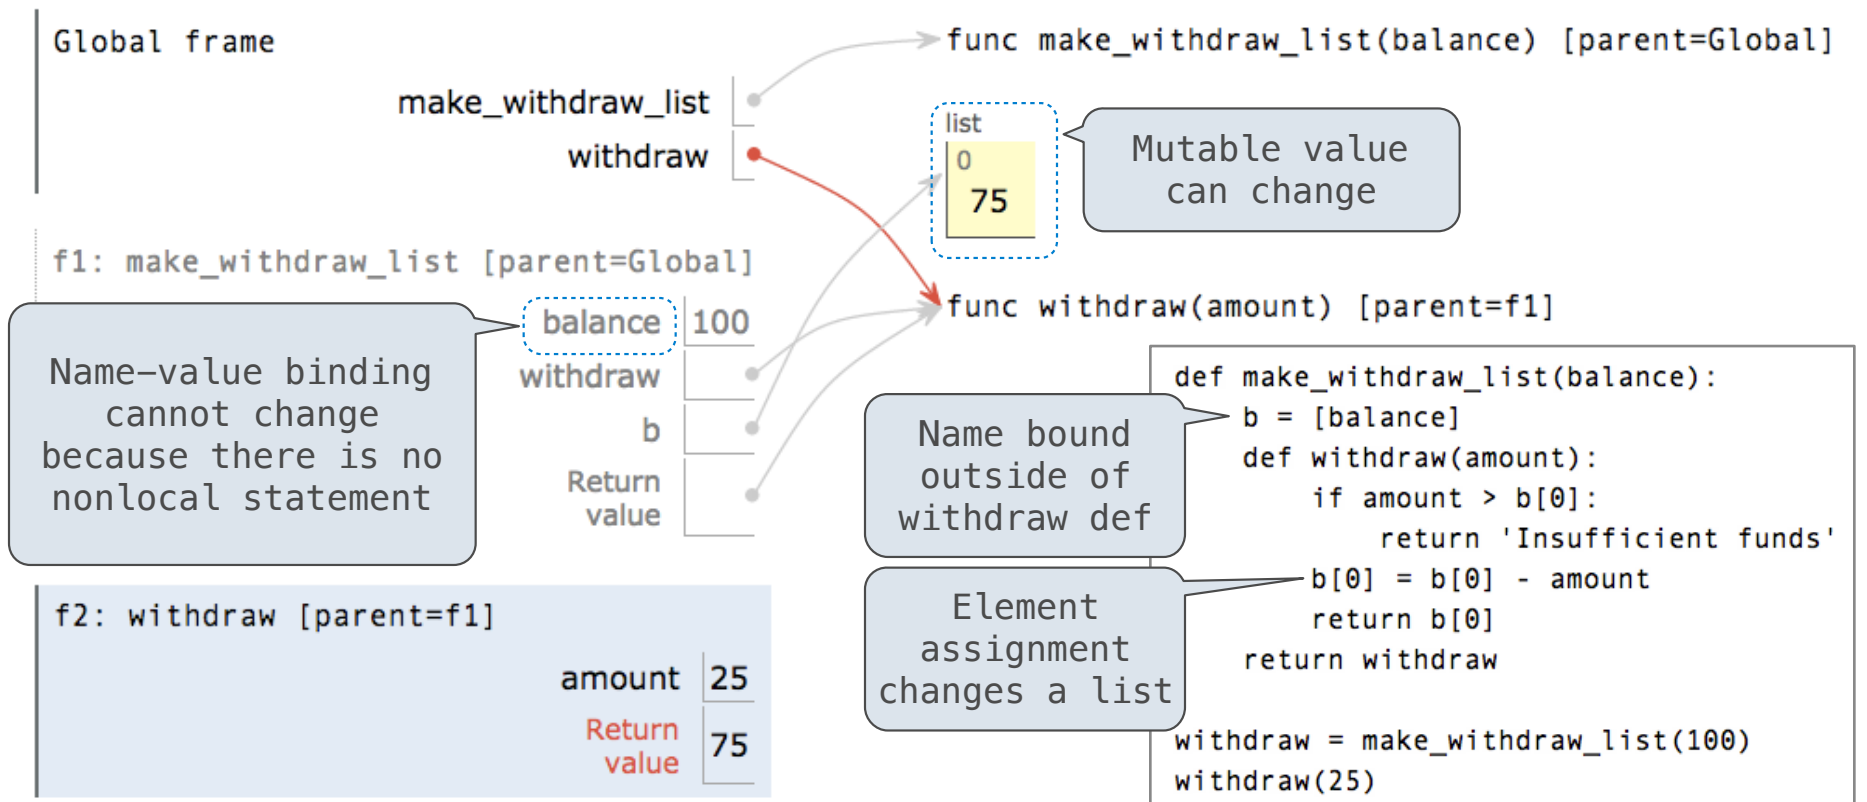 Global frame
make_withdraw_list
withdraw
func make_withdraw_list(balance) [parent=Global]
list
0
75
Mutable value
can change
f1: make_withdraw_list [parent=Global]
balance 100
withdraw
b
Return
value
func withdraw(amount) [parent=f1]
Name–value binding
cannot change
because there is no
nonlocal statement
f2: withdraw [parent=f1]
amount 25
Return
value 75
Name bound
outside of
withdraw def
Element
assignment
changes a list
def make_withdraw_list(balance):
    b = [balance]
    def withdraw(amount):
        if amount > b[0]:
            return 'Insufficient funds'
        b[0] = b[0] - amount
        return b[0]
    return withdraw
withdraw = make_withdraw_list(100)
withdraw(25)